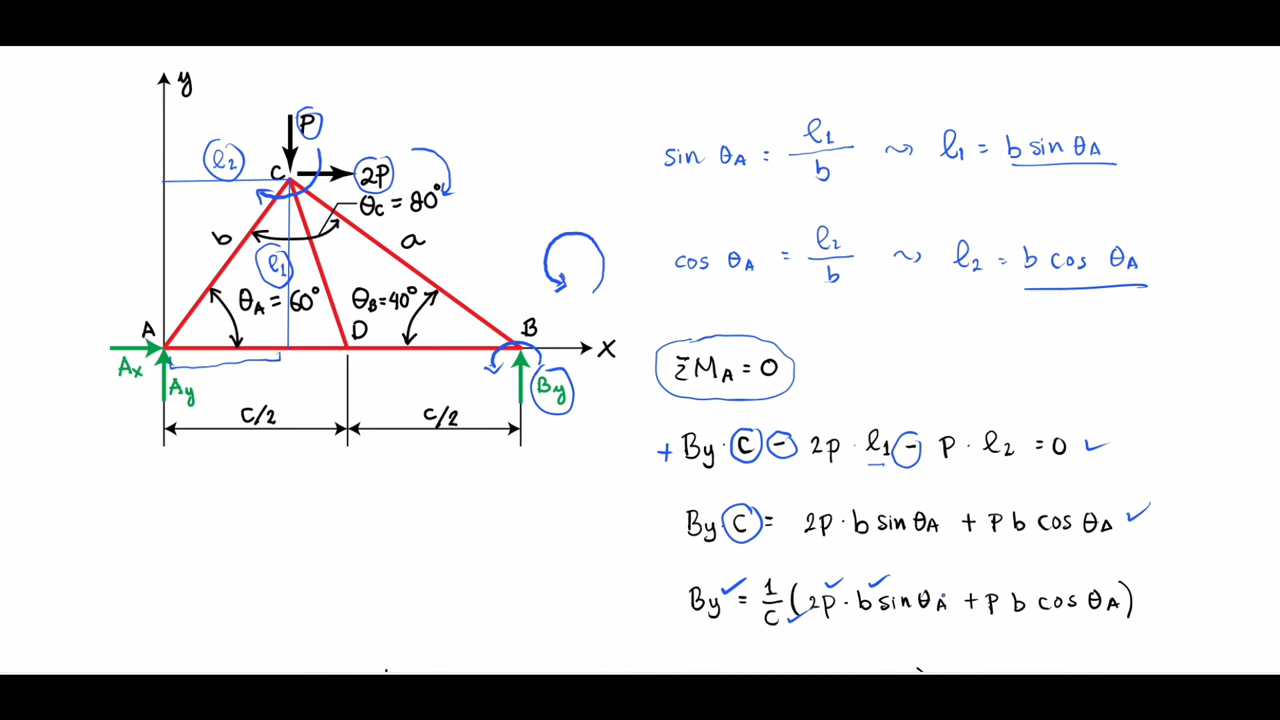 y
P
ℓ2
C
2P
θC = 80°
b
a
ℓ1
θA = 60°
θB=40°
A
D
B
x
Ax
Ay
By
C/2
C/2
sin θA = ℓ1/b ⇝ ℓ1 = b sin θA
cos θA = ℓ2/b ⇝ ℓ2 = b cos θA
ΣMA = 0
+ By · C − 2P · ℓ1 − P · ℓ2 = 0 ✓
By · C = 2P · b sin θA + P b cos θA ✓
By = 1/C (2P · b sin θA + P b cos θA)